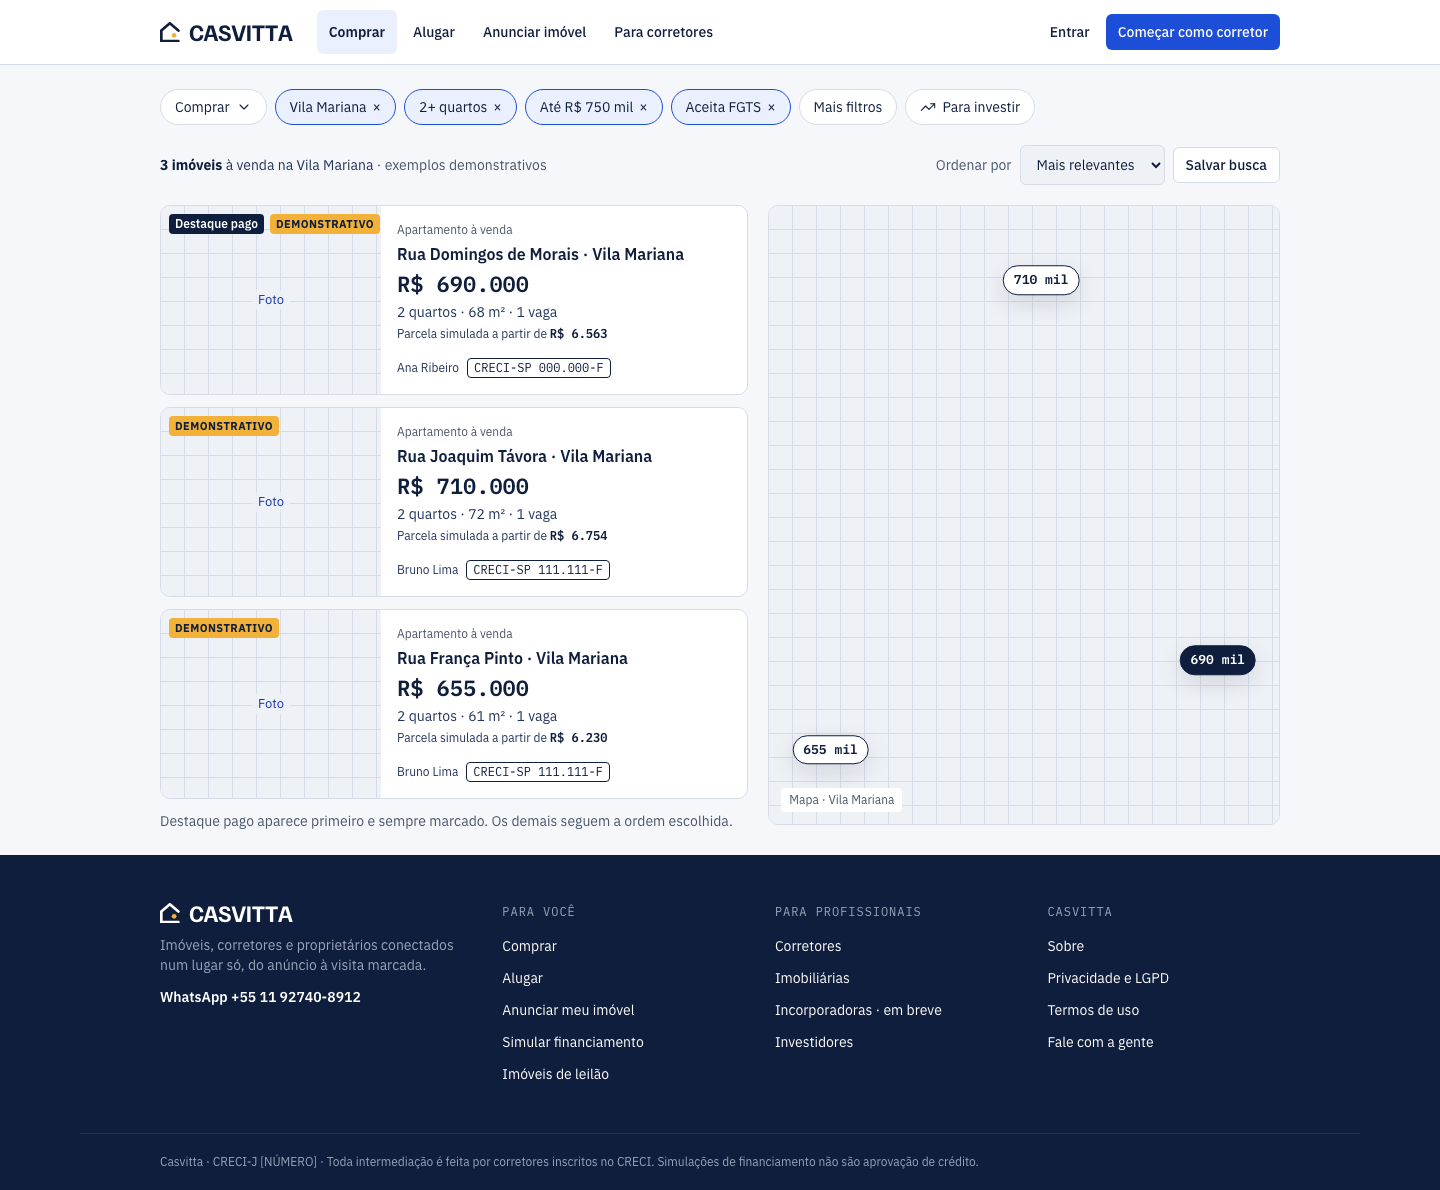 CASVITTA Comprar Alugar Anunciar imóvel Para corretores Entrar Começar como corretor
Comprar Vila Mariana × 2+ quartos × Até R$ 750 mil × Aceita FGTS × Mais filtros Para investir
3 imóveis à venda na Vila Mariana · exemplos demonstrativos Ordenar por Mais relevantes Salvar busca
Destaque pago DEMONSTRATIVO
Foto
Apartamento à venda
Rua Domingos de Morais · Vila Mariana
R$ 690.000
2 quartos · 68 m² · 1 vaga
Parcela simulada a partir de R$ 6.563
Ana Ribeiro CRECI-SP 000.000-F
DEMONSTRATIVO
Foto
Apartamento à venda
Rua Joaquim Távora · Vila Mariana
R$ 710.000
2 quartos · 72 m² · 1 vaga
Parcela simulada a partir de R$ 6.754
Bruno Lima CRECI-SP 111.111-F
DEMONSTRATIVO
Foto
Apartamento à venda
Rua França Pinto · Vila Mariana
R$ 655.000
2 quartos · 61 m² · 1 vaga
Parcela simulada a partir de R$ 6.230
Bruno Lima CRECI-SP 111.111-F
Destaque pago aparece primeiro e sempre marcado. Os demais seguem a ordem escolhida.
710 mil
690 mil
655 mil
Mapa · Vila Mariana
CASVITTA
Imóveis, corretores e proprietários conectados
num lugar só, do anúncio à visita marcada.
WhatsApp +55 11 92740-8912
PARA VOCÊ
Comprar
Alugar
Anunciar meu imóvel
Simular financiamento
Imóveis de leilão
PARA PROFISSIONAIS
Corretores
Imobiliárias
Incorporadoras · em breve
Investidores
CASVITTA
Sobre
Privacidade e LGPD
Termos de uso
Fale com a gente
Casvitta · CRECI-J [NÚMERO] · Toda intermediação é feita por corretores inscritos no CRECI. Simulações de financiamento não são aprovação de crédito.